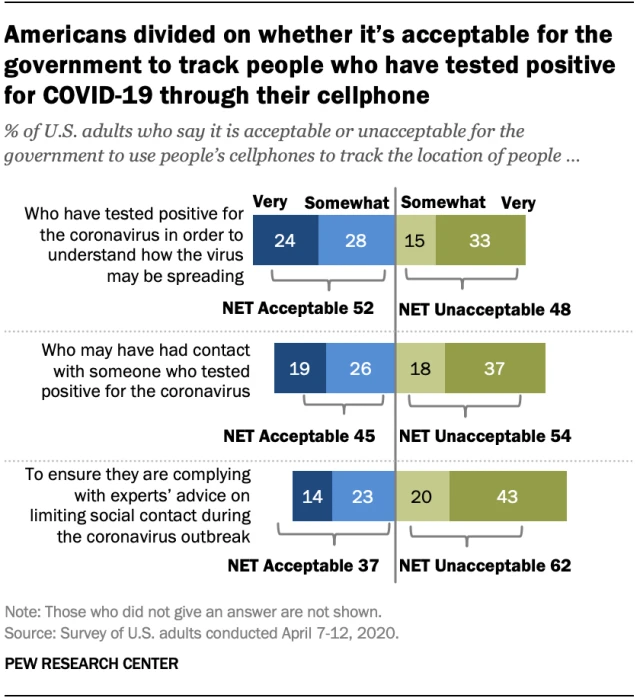 Americans divided on whether it's acceptable for the
government to track people who have tested positive
for COVID-19 through their cellphone
% of U.S. adults who say it is acceptable or unacceptable for the
government to use people's cellphones to track the location of people ...
Very Somewhat Somewhat Very
Who have tested positive for
the coronavirus in order to
understand how the virus
may be spreading
24 28 15 33
NET Acceptable 52 NET Unacceptable 48
Who may have had contact
with someone who tested
positive for the coronavirus
19 26 18 37
NET Acceptable 45 NET Unacceptable 54
To ensure they are complying
with experts' advice on
limiting social contact during
the coronavirus outbreak
14 23 20 43
NET Acceptable 37 NET Unacceptable 62
Note: Those who did not give an answer are not shown.
Source: Survey of U.S. adults conducted April 7-12, 2020.
PEW RESEARCH CENTER